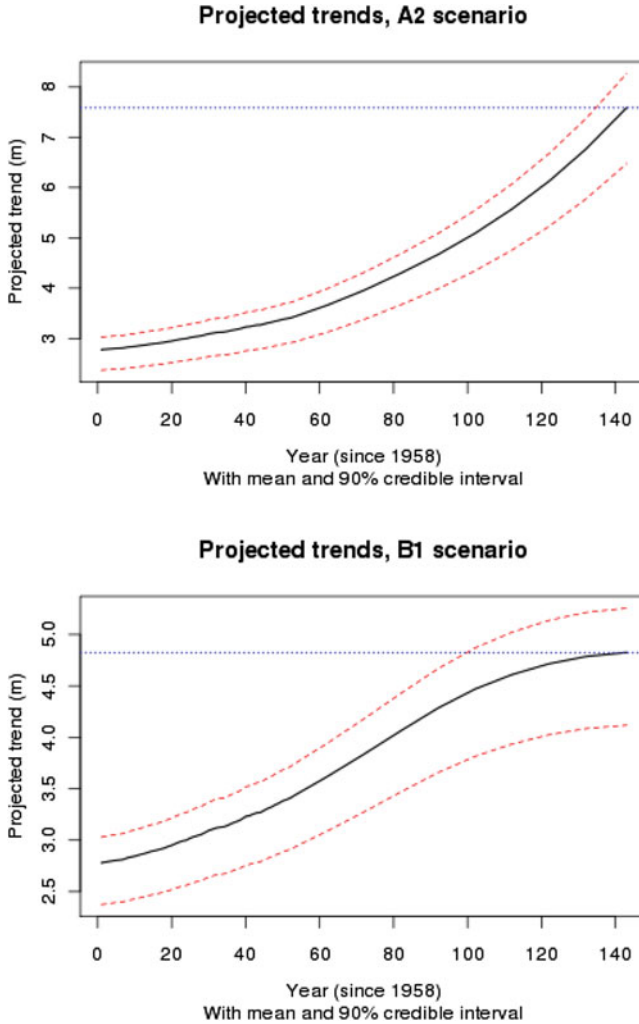 Projected trends, A2 scenario
8
7
6
5
4
3
Projected trend (m)
0 20 40 60 80 100 120 140
Year (since 1958)
With mean and 90% credible interval
Projected trends, B1 scenario
5.0
4.5
4.0
3.5
3.0
2.5
Projected trend (m)
0 20 40 60 80 100 120 140
Year (since 1958)
With mean and 90% credible interval